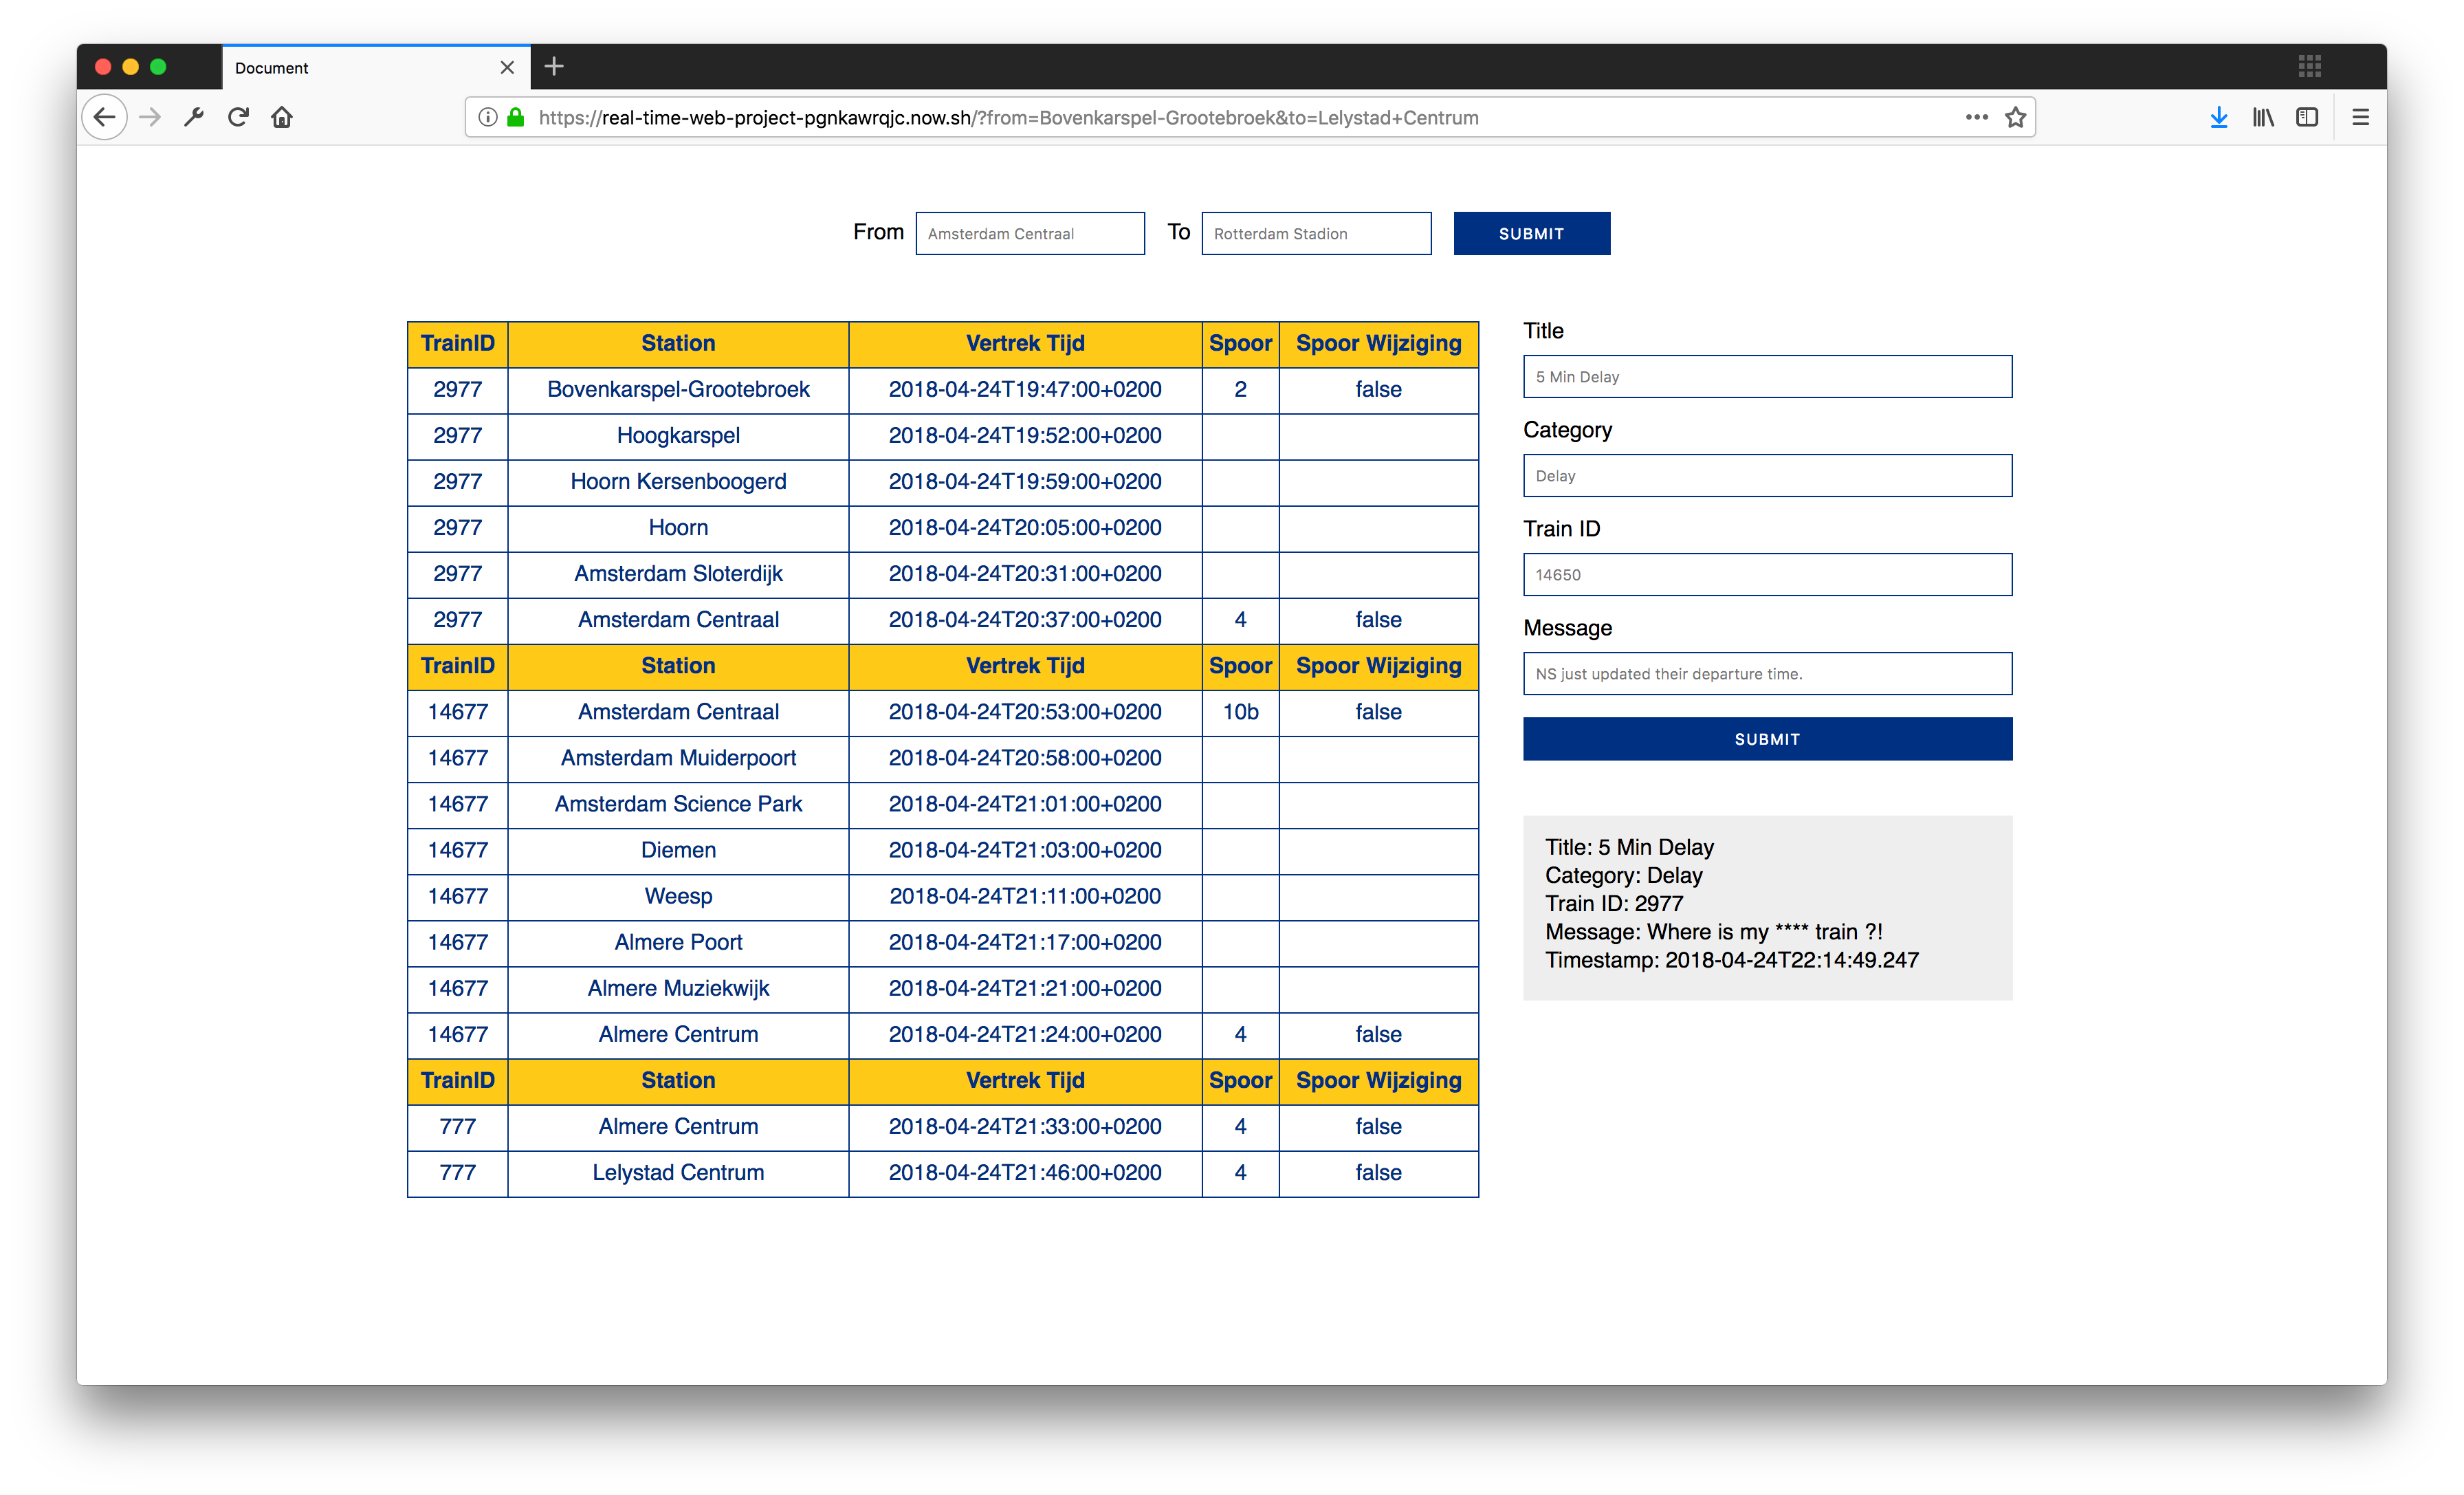 Document
https://real-time-web-project-pgnkawrqjc.now.sh/?from=Bovenkarspel-Grootebroek&to=Lelystad+Centrum
From Amsterdam Centraal To Rotterdam Stadion SUBMIT
TrainID Station Vertrek Tijd Spoor Spoor Wijziging
2977 Bovenkarspel-Grootebroek 2018-04-24T19:47:00+0200 2 false
2977 Hoogkarspel 2018-04-24T19:52:00+0200
2977 Hoorn Kersenboogerd 2018-04-24T19:59:00+0200
2977 Hoorn 2018-04-24T20:05:00+0200
2977 Amsterdam Sloterdijk 2018-04-24T20:31:00+0200
2977 Amsterdam Centraal 2018-04-24T20:37:00+0200 4 false
TrainID Station Vertrek Tijd Spoor Spoor Wijziging
14677 Amsterdam Centraal 2018-04-24T20:53:00+0200 10b false
14677 Amsterdam Muiderpoort 2018-04-24T20:58:00+0200
14677 Amsterdam Science Park 2018-04-24T21:01:00+0200
14677 Diemen 2018-04-24T21:03:00+0200
14677 Weesp 2018-04-24T21:11:00+0200
14677 Almere Poort 2018-04-24T21:17:00+0200
14677 Almere Muziekwijk 2018-04-24T21:21:00+0200
14677 Almere Centrum 2018-04-24T21:24:00+0200 4 false
TrainID Station Vertrek Tijd Spoor Spoor Wijziging
777 Almere Centrum 2018-04-24T21:33:00+0200 4 false
777 Lelystad Centrum 2018-04-24T21:46:00+0200 4 false
Title
5 Min Delay
Category
Delay
Train ID
14650
Message
NS just updated their departure time.
SUBMIT
Title: 5 Min Delay
Category: Delay
Train ID: 2977
Message: Where is my **** train ?!
Timestamp: 2018-04-24T22:14:49.247